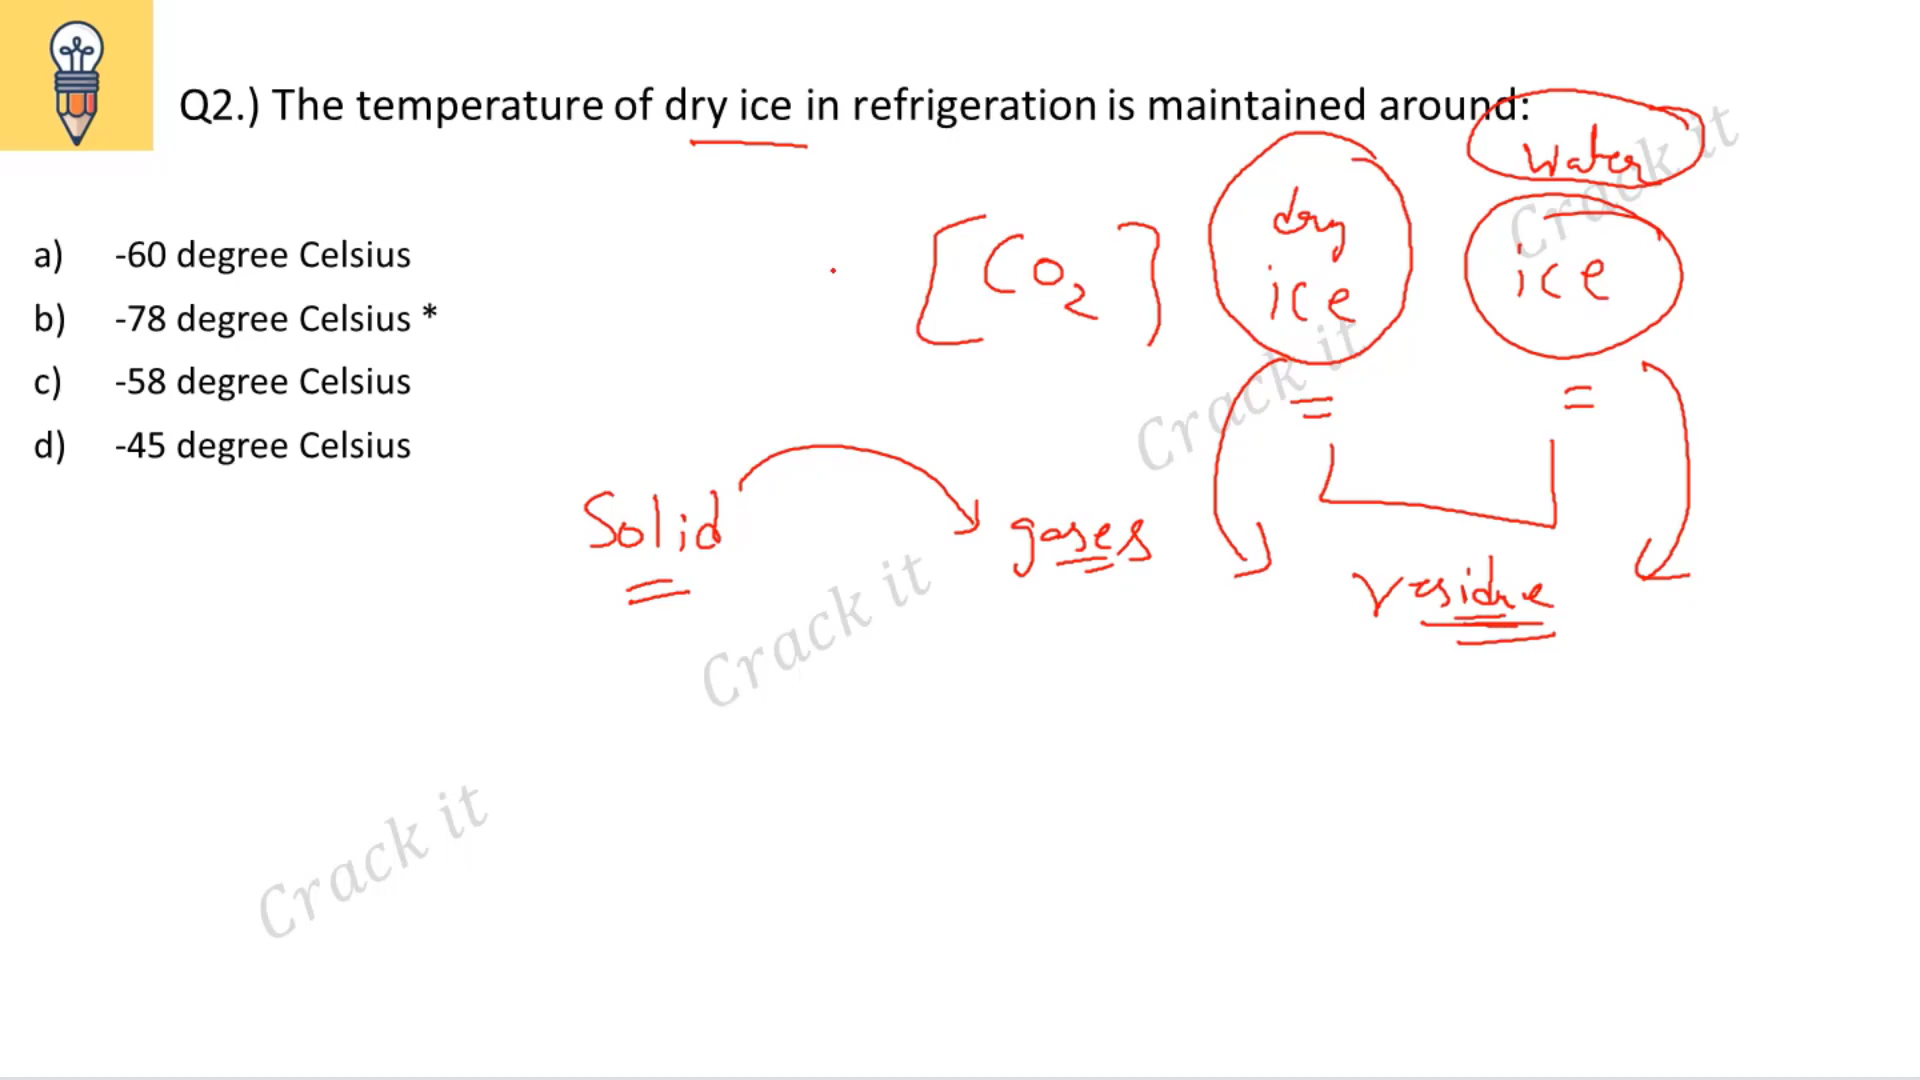 Q2.) The temperature of dry ice in refrigeration is maintained around:
water
dry
ice
ice
[CO2]
a) -60 degree Celsius
b) -78 degree Celsius *
c) -58 degree Celsius
d) -45 degree Celsius
Solid
gases
residue
Crack it
Crack it
Crack it
Crack it